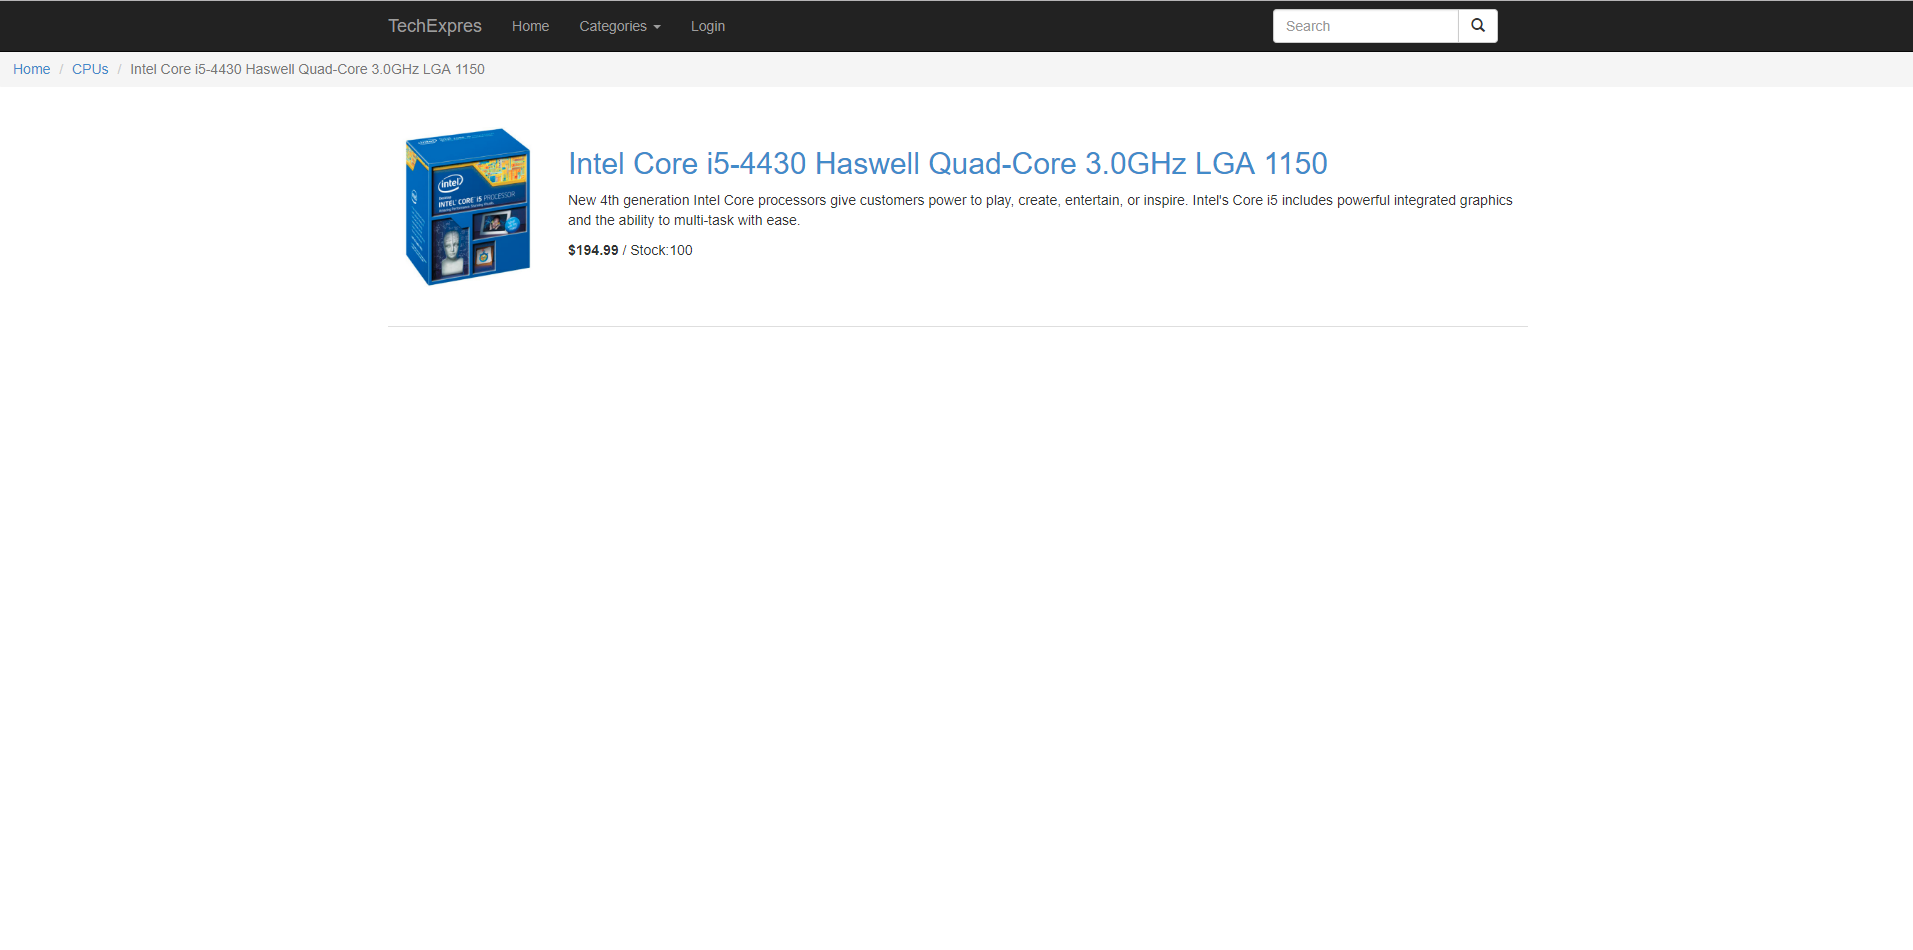 TechExpres Home Categories Login Search
Home / CPUs / Intel Core i5-4430 Haswell Quad-Core 3.0GHz LGA 1150
intel
INTEL' CORE i5 PROCESSOR
Intel Core i5-4430 Haswell Quad-Core 3.0GHz LGA 1150
New 4th generation Intel Core processors give customers power to play, create, entertain, or inspire. Intel's Core i5 includes powerful integrated graphics
and the ability to multi-task with ease.
$194.99 / Stock:100